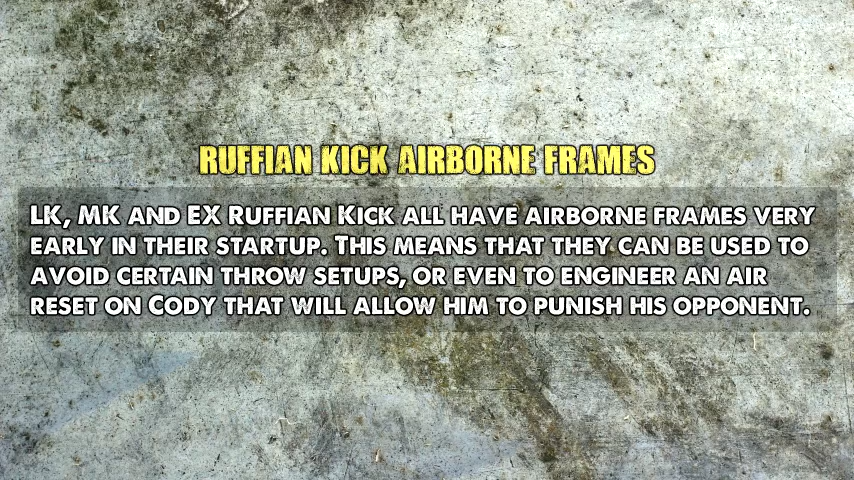 RUFFIAN KICK AIRBORNE FRAMES
LK, MK AND EX RUFFIAN KICK ALL HAVE AIRBORNE FRAMES VERY
EARLY IN THEIR STARTUP. THIS MEANS THAT THEY CAN BE USED TO
AVOID CERTAIN THROW SETUPS, OR EVEN TO ENGINEER AN AIR
RESET ON CODY THAT WILL ALLOW HIM TO PUNISH HIS OPPONENT.